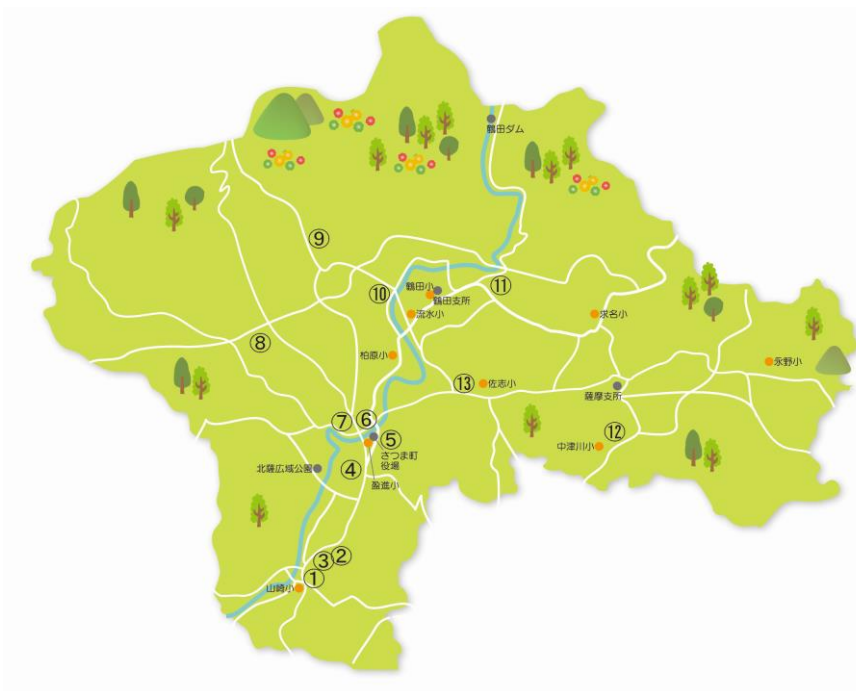 鶴田ダム
⑨
鶴田小
鶴田支所
⑩
⑪
流水小
求名小
⑧
柏原小
永野小
⑬
佐志小
薩摩支所
⑦
⑥
⑤
⑫
さつま町
役場
中津川小
④
北薩広域公園
盈進小
③
②
①
山崎小